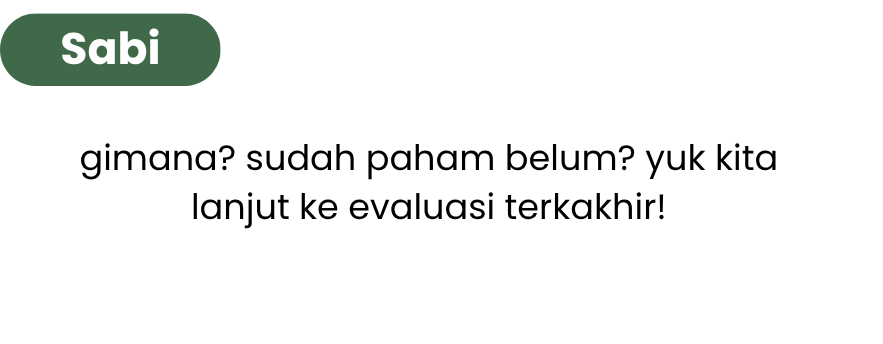 Sabi
gimana? sudah paham belum? yuk kita
lanjut ke evaluasi terkakhir!